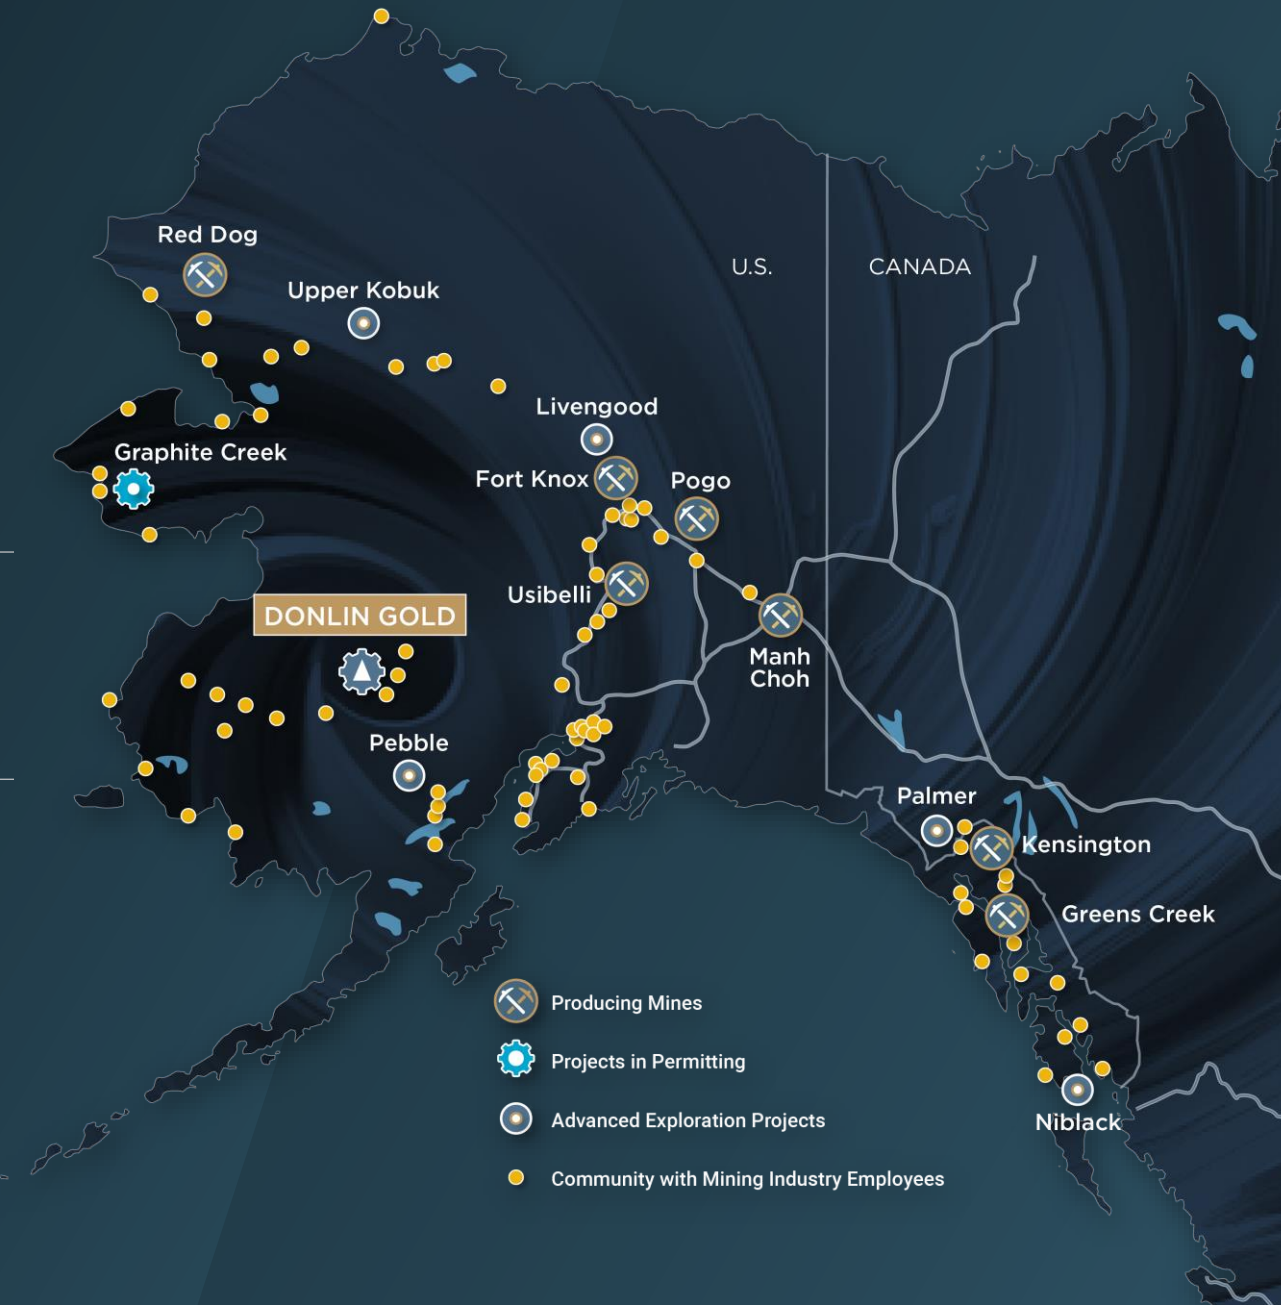 Red Dog
U.S.
CANADA
Upper Kobuk
Livengood
Graphite Creek
Fort Knox
Pogo
Usibelli
DONLIN GOLD
Manh
Choh
Pebble
Palmer
Kensington
Greens Creek
Producing Mines
Projects in Permitting
Advanced Exploration Projects
Niblack
Community with Mining Industry Employees